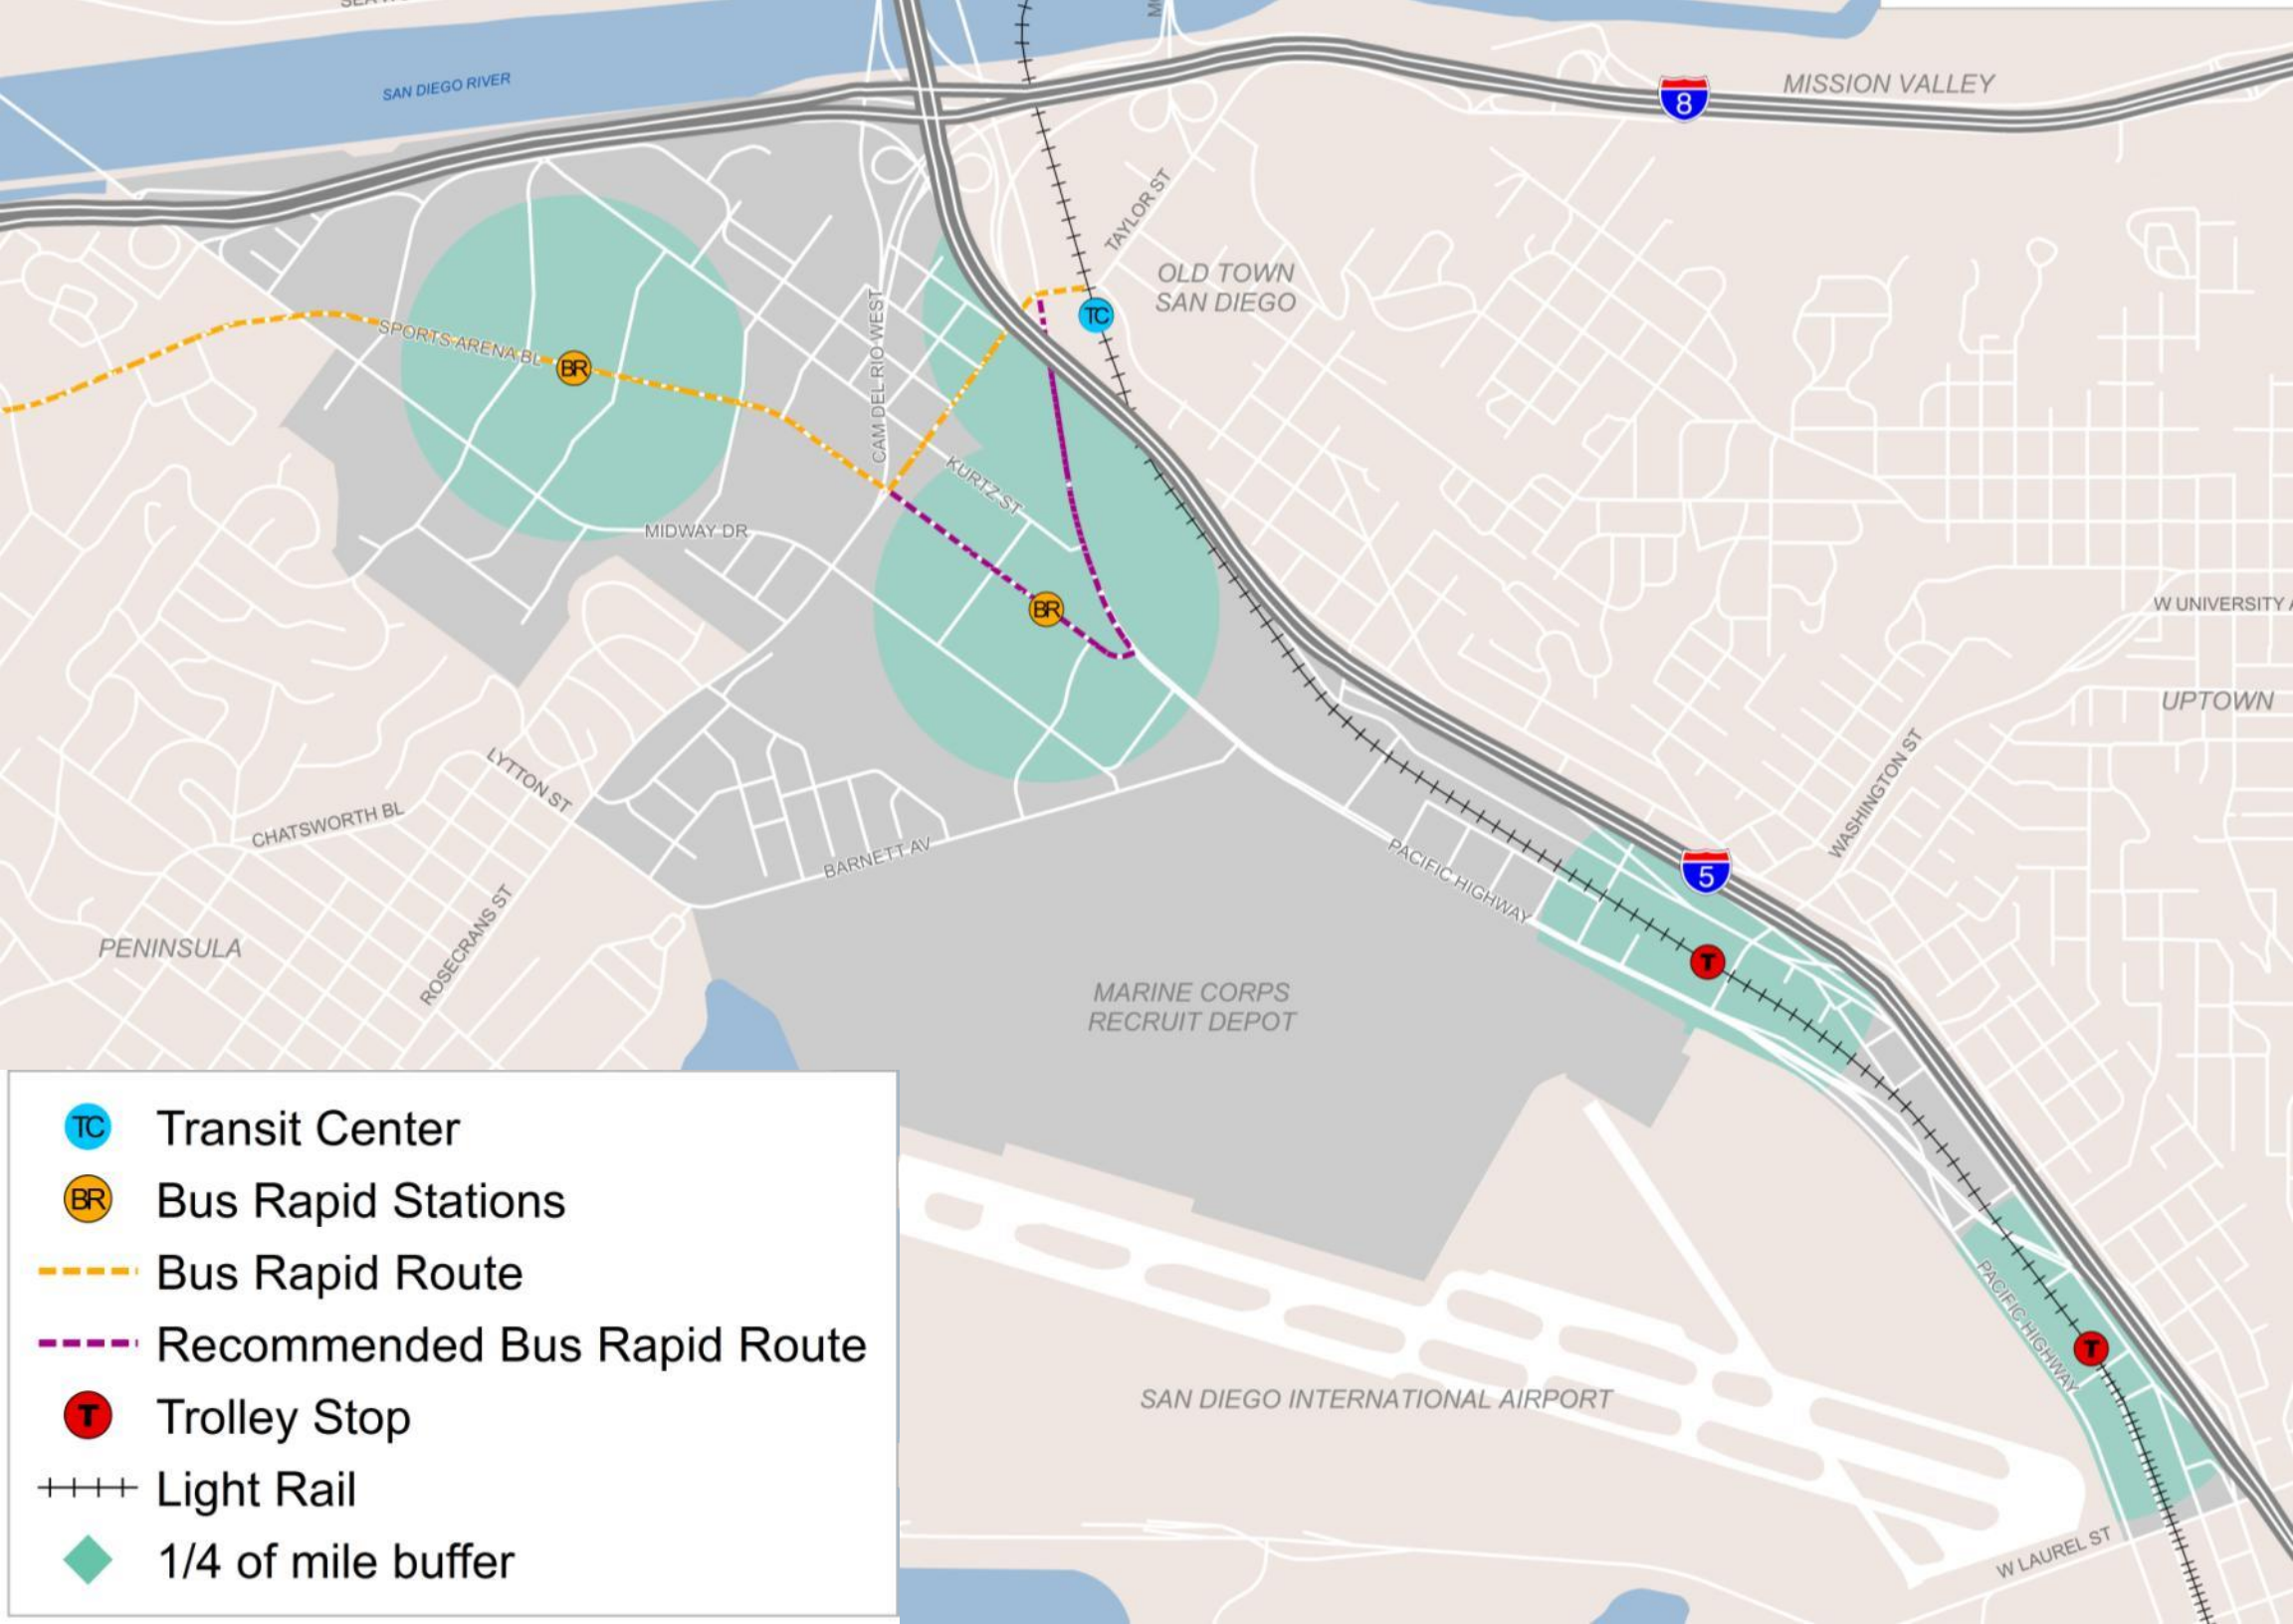 SAN DIEGO RIVER
8
MISSION VALLEY
TAYLOR ST
OLD TOWN
SAN DIEGO
TC
CAM DEL RIO WEST
SPORTS ARENA BL
BR
KURTZ ST
MIDWAY DR
BR
W UNIVERSITY
UPTOWN
WASHINGTON ST
LYTTON ST
CHATSWORTH BL
BARNETT AV
PACIFIC HIGHWAY
5
ROSECRANS ST
PENINSULA
T
MARINE CORPS
RECRUIT DEPOT
PACIFIC HIGHWAY
T
SAN DIEGO INTERNATIONAL AIRPORT
W LAUREL ST
TC Transit Center
BR Bus Rapid Stations
Bus Rapid Route
Recommended Bus Rapid Route
T Trolley Stop
Light Rail
1/4 of mile buffer